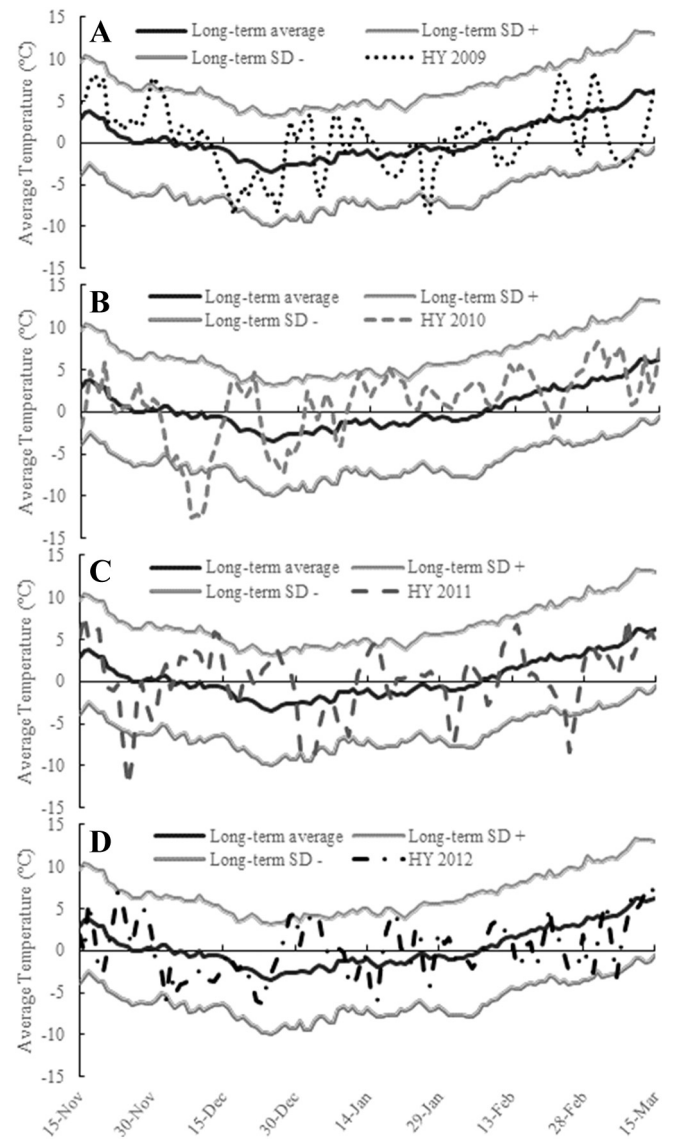 A
Long-term average
Long-term SD +
Long-term SD -
HY 2009
Average Temperature (ºC)
15
10
5
0
-5
-10
-15
B
Long-term average
Long-term SD +
Long-term SD -
HY 2010
Average Temperature (ºC)
15
10
5
0
-5
-10
-15
C
Long-term average
Long-term SD +
Long-term SD -
HY 2011
Average Temperature (ºC)
15
10
5
0
-5
-10
-15
D
Long-term average
Long-term SD +
Long-term SD -
HY 2012
Average Temperature (ºC)
15
10
5
0
-5
-10
-15
15-Nov
30-Nov
15-Dec
30-Dec
14-Jan
29-Jan
13-Feb
28-Feb
15-Mar